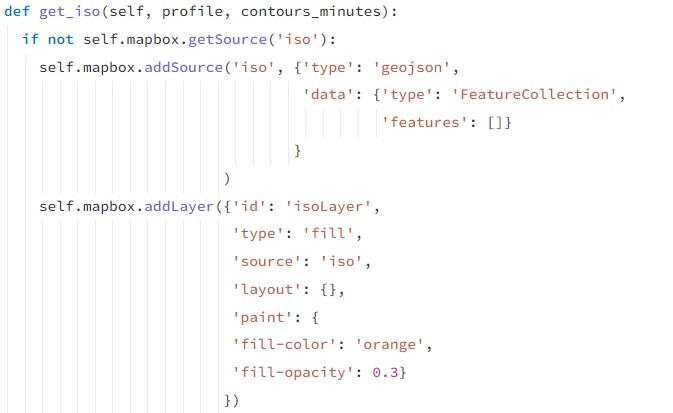 def get_iso(self, profile, contours_minutes):
  if not self.mapbox.getSource('iso'):
    self.mapbox.addSource('iso', {'type': 'geojson',
                                  'data': {'type': 'FeatureCollection',
                                           'features': []}
                                 }
                         )
    self.mapbox.addLayer({'id': 'isoLayer',
                          'type': 'fill',
                          'source': 'iso',
                          'layout': {},
                          'paint': {
                          'fill-color': 'orange',
                          'fill-opacity': 0.3}
                         })